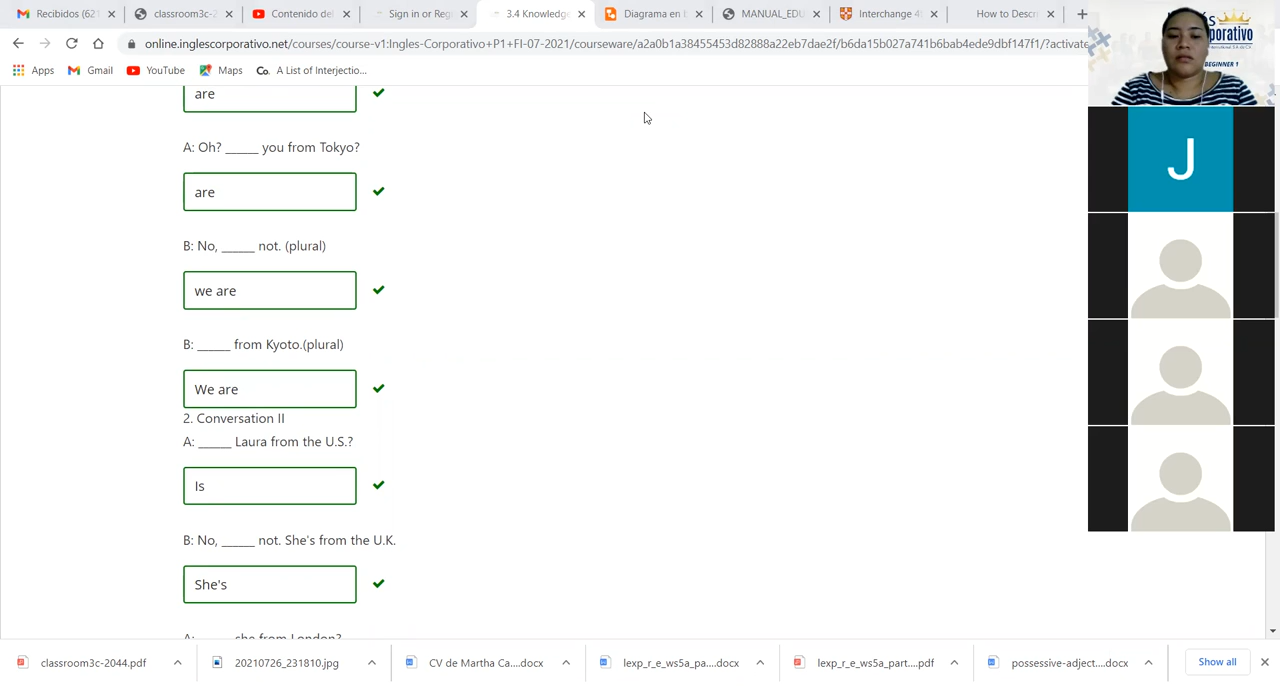 Recibidos (621
classroom3c-2
Contenido del
Sign in or Regi
3.4 Knowledge
Diagrama en b
MANUAL_EDU
Interchange 4t
How to Descri
online.inglescorporativo.net/courses/course-v1:Ingles-Corporativo+P1+FI-07-2021/courseware/a2a0b1a38455453d82888a22eb7dae2f/b6da15b027a741b6bab4ede9dbf147f1/?activate
Apps
Gmail
YouTube
Maps
Co.
A List of Interjectio...
rporativo
BEGINNER 1
are
A: Oh? _____ you from Tokyo?
are
B: No, _____ not. (plural)
we are
B: _____ from Kyoto.(plural)
We are
2. Conversation II
A: _____ Laura from the U.S.?
Is
B: No, _____ not. She's from the U.K.
She's
A: _____ she from London?
J
classroom3c-2044.pdf
20210726_231810.jpg
CV de Martha Ca....docx
lexp_r_e_ws5a_pa....docx
lexp_r_e_ws5a_part....pdf
possessive-adject....docx
Show all